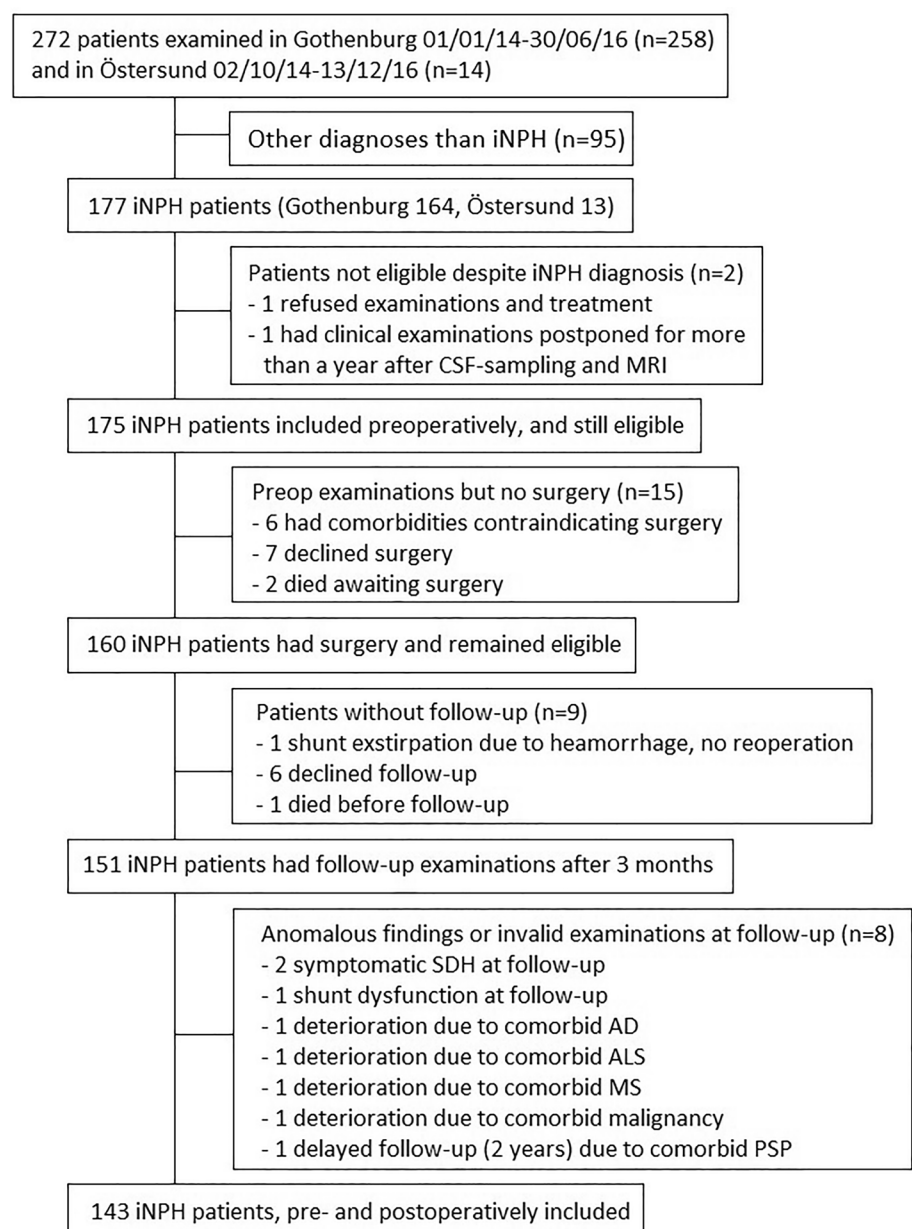 272 patients examined in Gothenburg 01/01/14-30/06/16 (n=258)
and in Östersund 02/10/14-13/12/16 (n=14)
Other diagnoses than iNPH (n=95)
177 iNPH patients (Gothenburg 164, Östersund 13)
Patients not eligible despite iNPH diagnosis (n=2)
- 1 refused examinations and treatment
- 1 had clinical examinations postponed for more
than a year after CSF-sampling and MRI
175 iNPH patients included preoperatively, and still eligible
Preop examinations but no surgery (n=15)
- 6 had comorbidities contraindicating surgery
- 7 declined surgery
- 2 died awaiting surgery
160 iNPH patients had surgery and remained eligible
Patients without follow-up (n=9)
- 1 shunt exstirpation due to heamorrhage, no reoperation
- 6 declined follow-up
- 1 died before follow-up
151 iNPH patients had follow-up examinations after 3 months
Anomalous findings or invalid examinations at follow-up (n=8)
- 2 symptomatic SDH at follow-up
- 1 shunt dysfunction at follow-up
- 1 deterioration due to comorbid AD
- 1 deterioration due to comorbid ALS
- 1 deterioration due to comorbid MS
- 1 deterioration due to comorbid malignancy
- 1 delayed follow-up (2 years) due to comorbid PSP
143 iNPH patients, pre- and postoperatively included